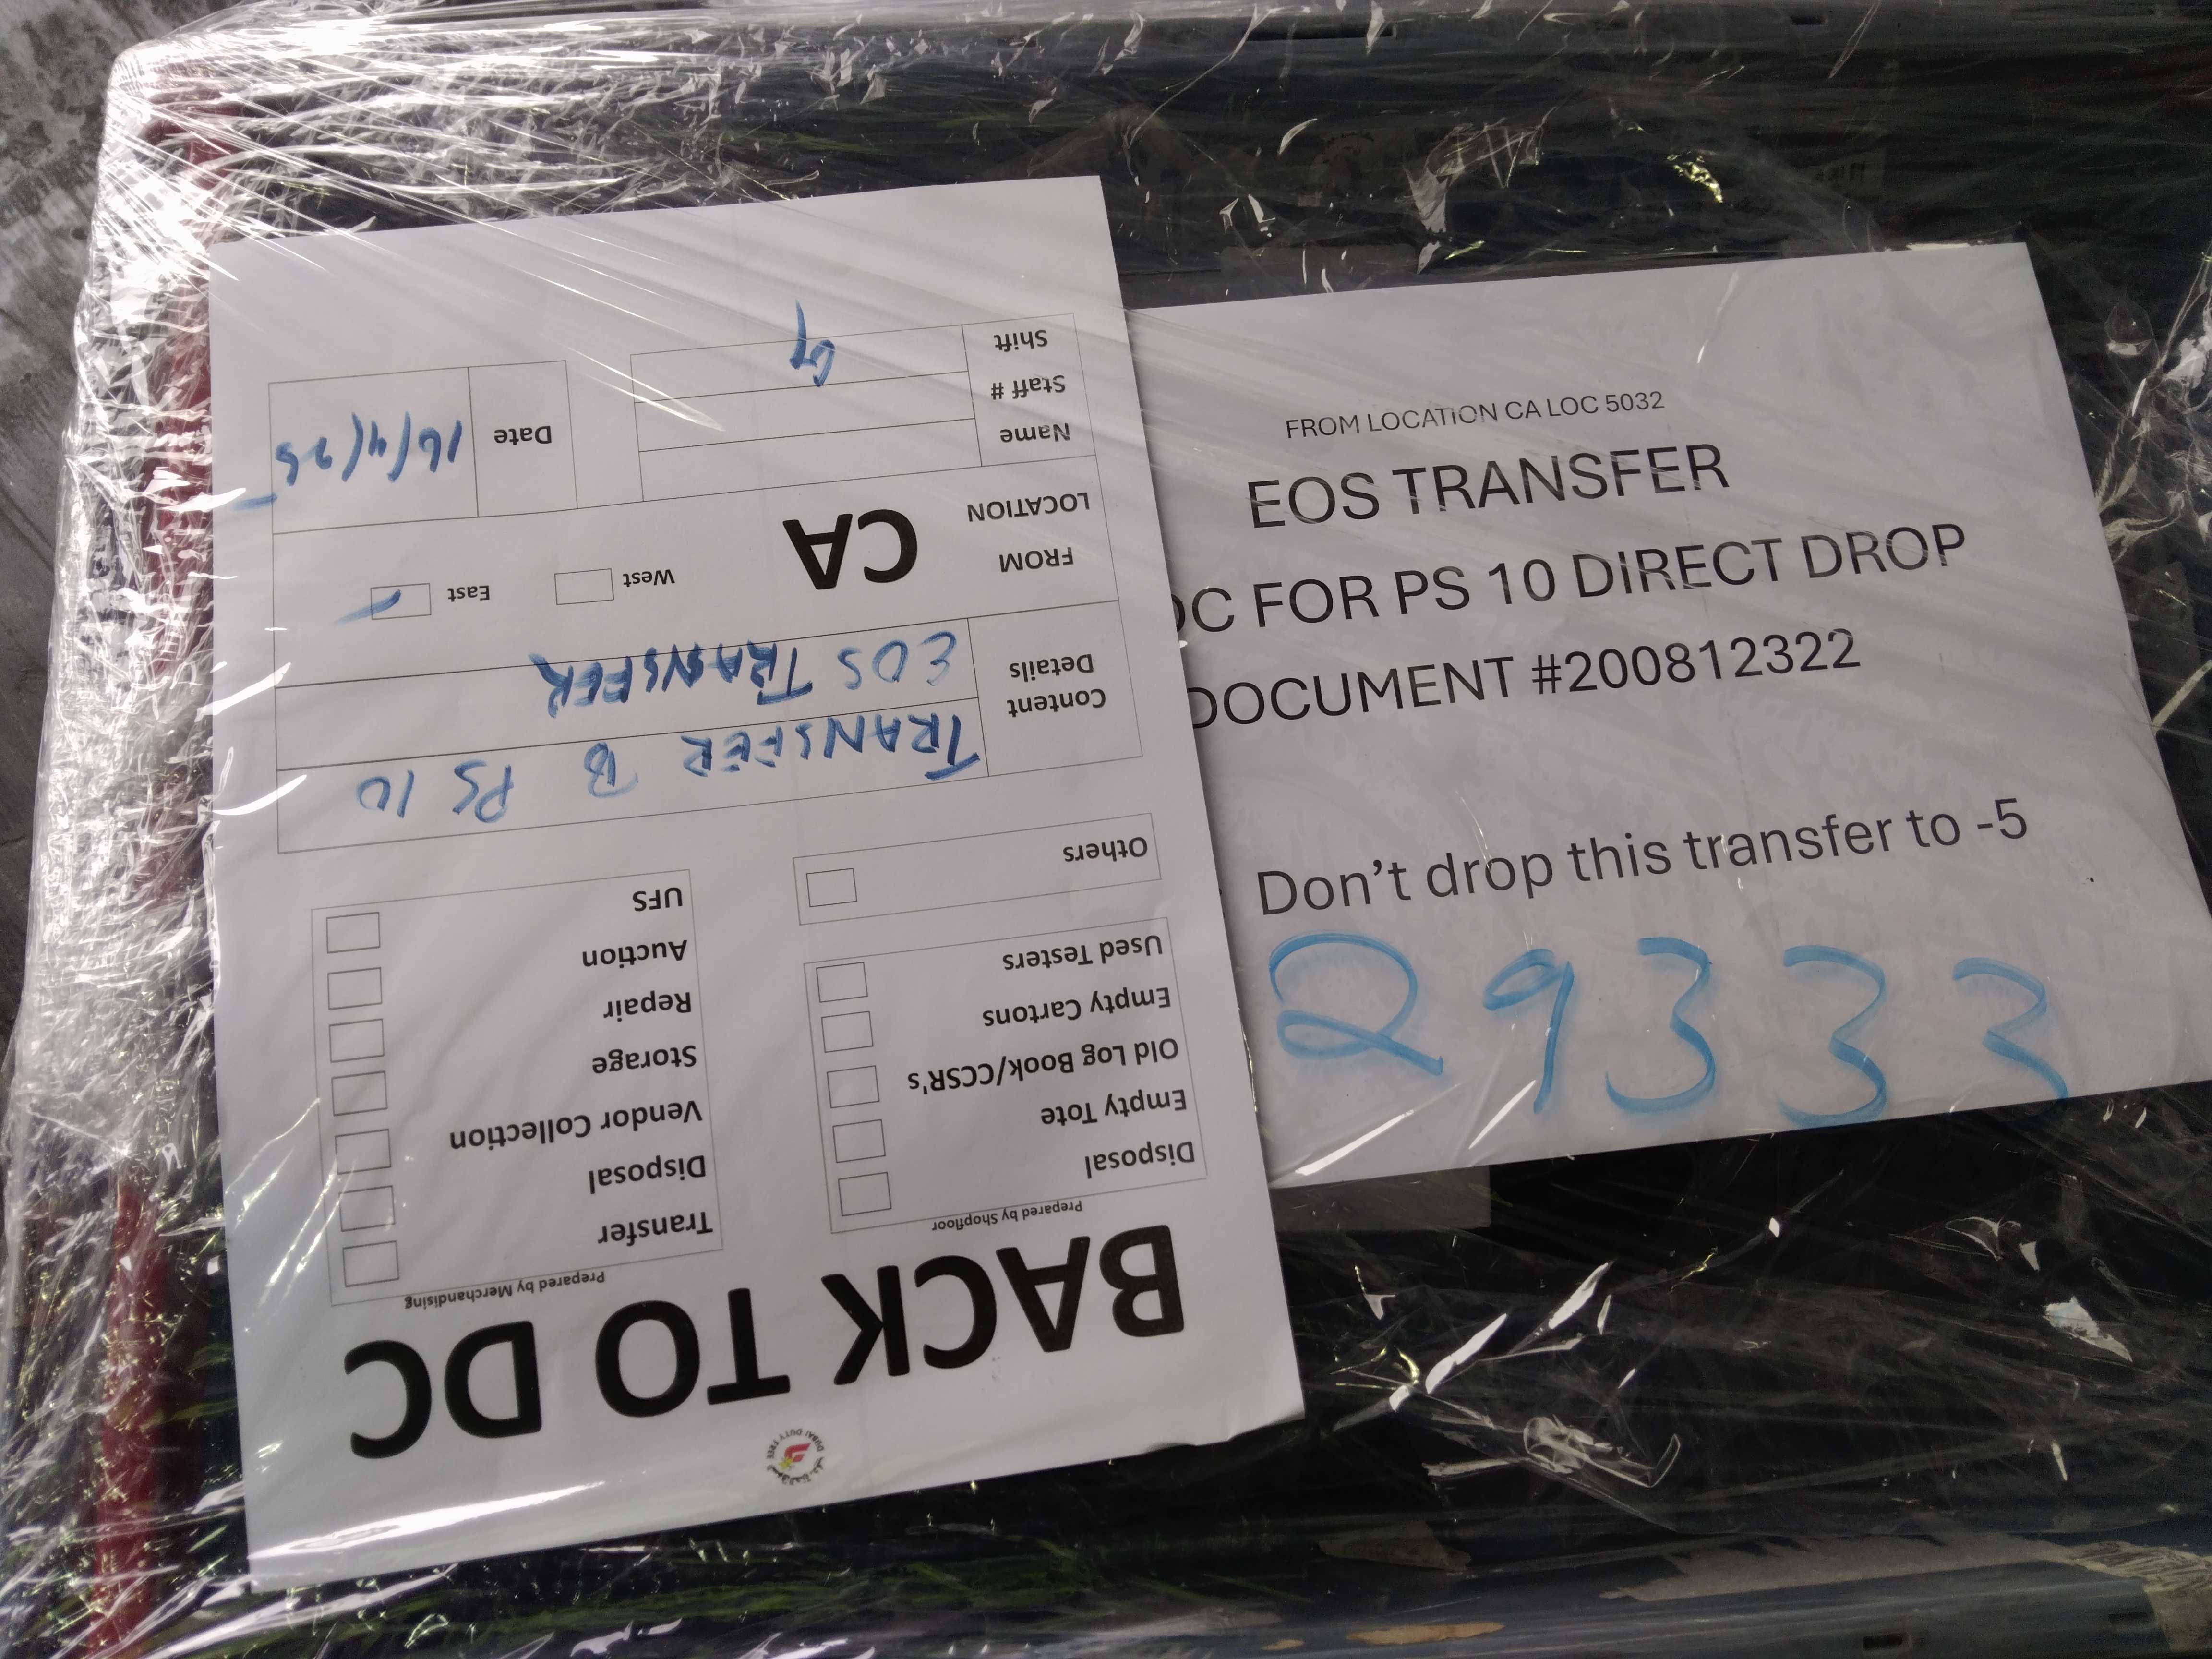 DUBAI DUTY FREE
BACK TO DC
Prepared by Shopfloor
Disposal
Empty Tote
Old Log Book/CCSR's
Empty Cartons
Used Testers
Others
Prepared by Merchandising
Transfer
Disposal
Vendor Collection
Storage
Repair
Auction
UFS
Content Details
TRANSFER PS 10
EOS TRANSFER
FROM LOCATION
CA
West
East
Name
Staff #
Shift
Date
16/4/25
FROM LOCATION CA LOC 5032
EOS TRANSFER
FOR PS 10 DIRECT DROP
DOCUMENT #200812322
Don't drop this transfer to -5
29333